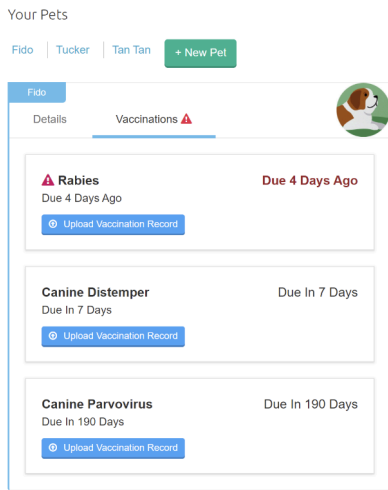 Your Pets
Fido Tucker Tan Tan + New Pet
Fido
Details Vaccinations
Rabies Due 4 Days Ago
Due 4 Days Ago
Upload Vaccination Record
Canine Distemper Due In 7 Days
Due In 7 Days
Upload Vaccination Record
Canine Parvovirus Due In 190 Days
Due In 190 Days
Upload Vaccination Record